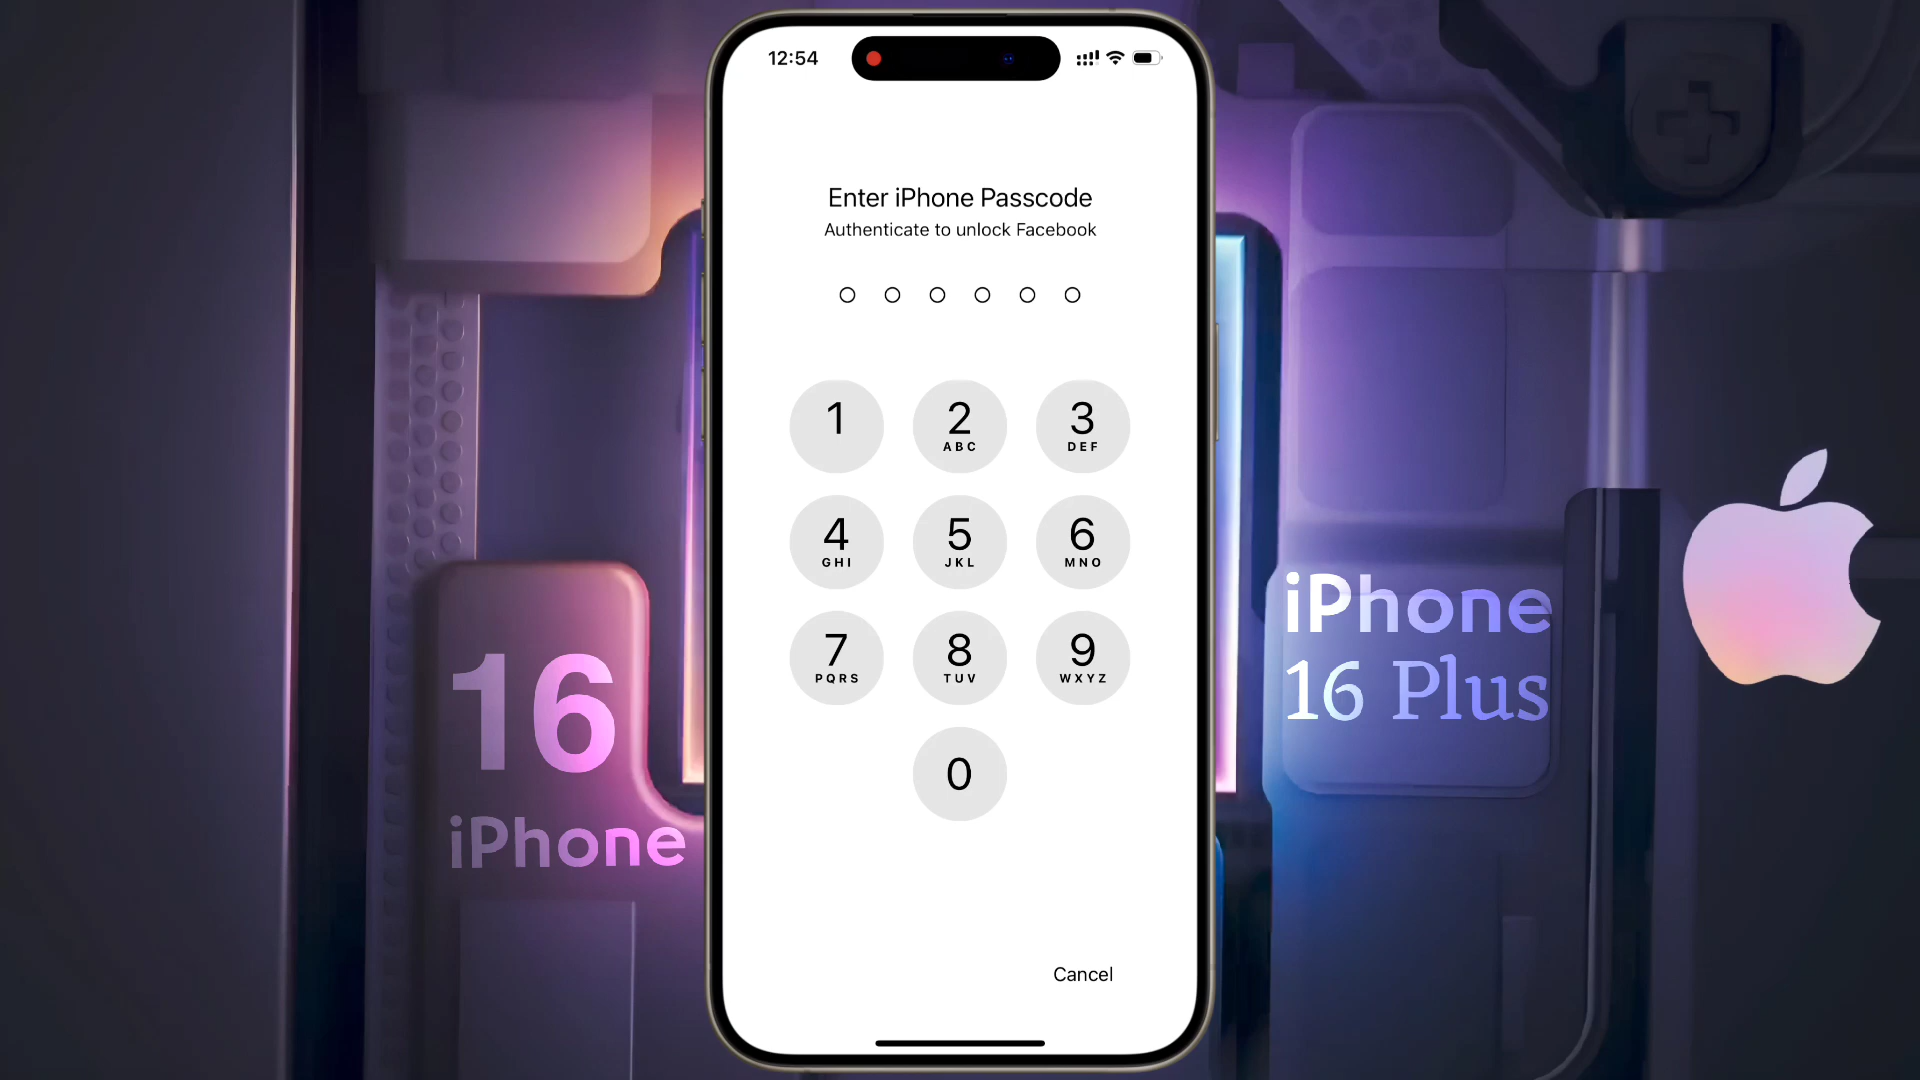 12:54
Enter iPhone Passcode
Authenticate to unlock Facebook
1
2
ABC
3
DEF
4
GHI
5
JKL
6
MNO
7
PQRS
8
TUV
9
WXYZ
0
Cancel
16
iPhone
iPhone
16 Plus